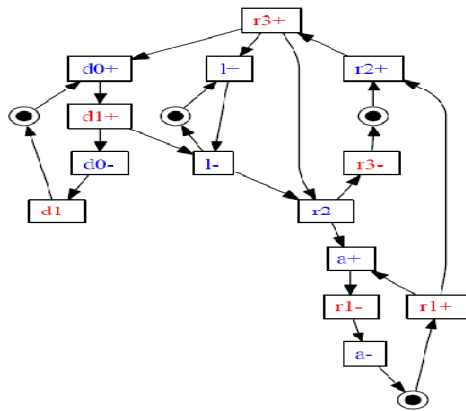 r3+
d0+ l+ r2+
d1+
d0- l- r3-
d1 r2
a+
r1- r1+
a-